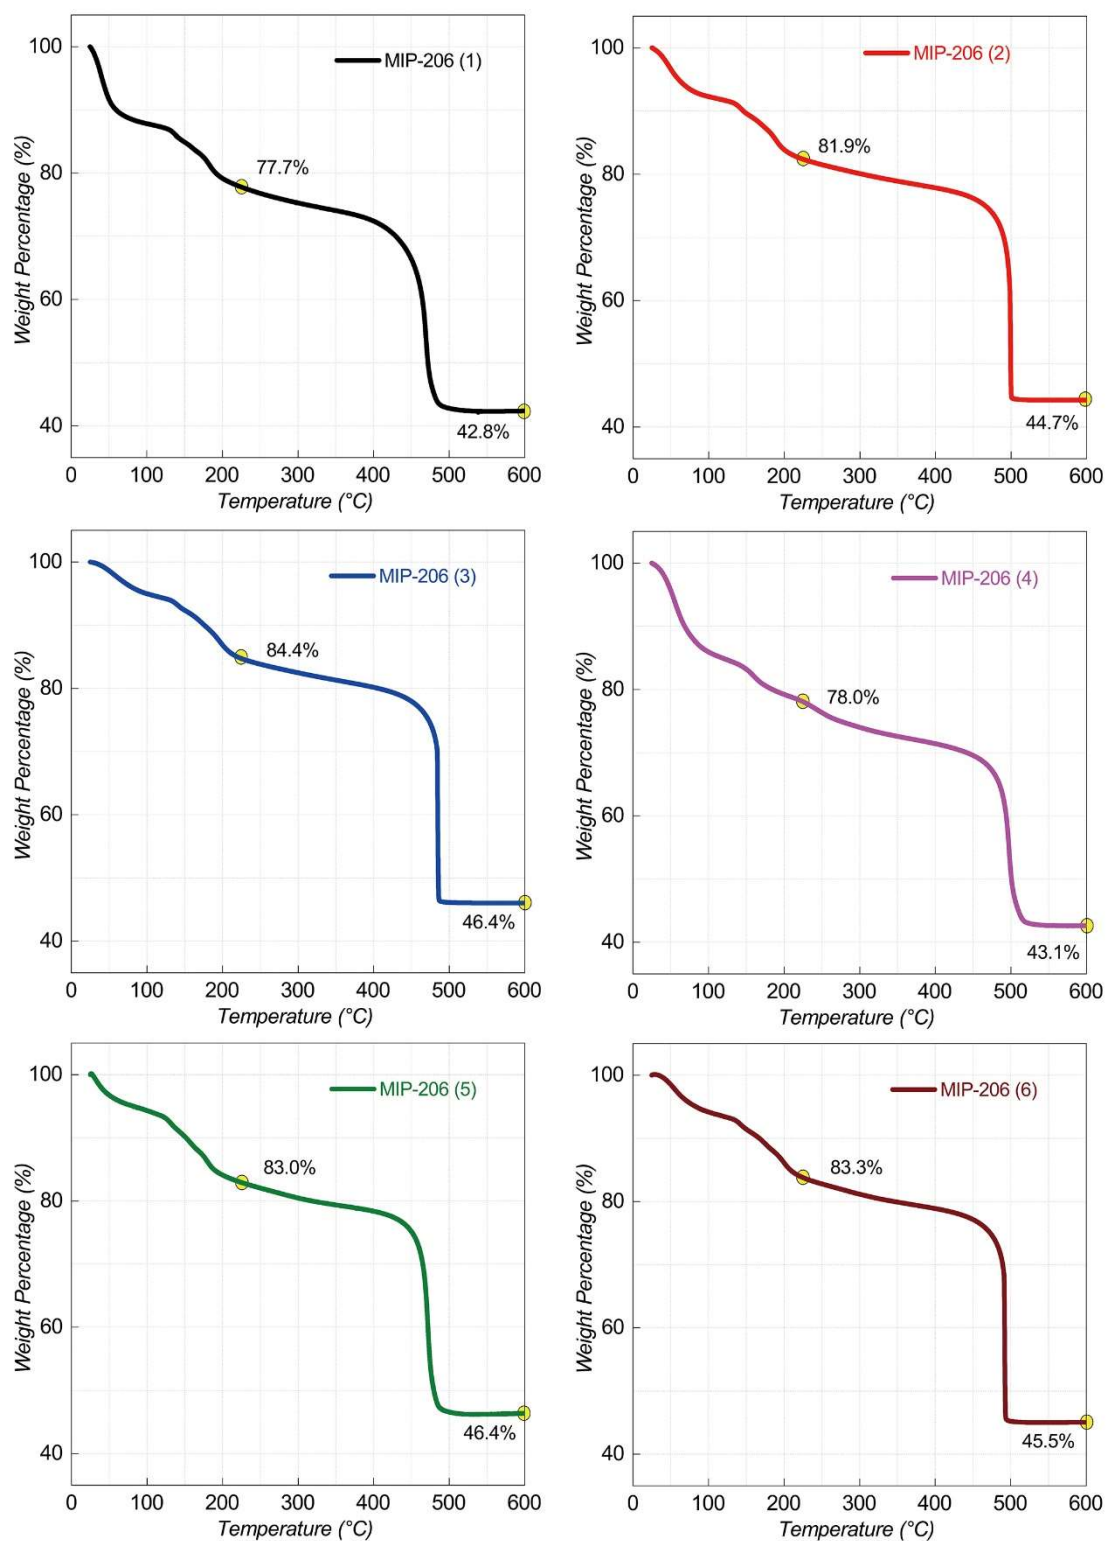 MIP-206 (1)
100
80
60
40
77.7%
42.8%
Weight Percentage (%)
0 100 200 300 400 500 600
Temperature (°C)
MIP-206 (2)
100
80
60
40
81.9%
44.7%
Weight Percentage (%)
0 100 200 300 400 500 600
Temperature (°C)
MIP-206 (3)
100
80
60
40
84.4%
46.4%
Weight Percentage (%)
0 100 200 300 400 500 600
Temperature (°C)
MIP-206 (4)
100
80
60
40
78.0%
43.1%
Weight Percentage (%)
0 100 200 300 400 500 600
Temperature (°C)
MIP-206 (5)
100
80
60
40
83.0%
46.4%
Weight Percentage (%)
0 100 200 300 400 500 600
Temperature (°C)
MIP-206 (6)
100
80
60
40
83.3%
45.5%
Weight Percentage (%)
0 100 200 300 400 500 600
Temperature (°C)